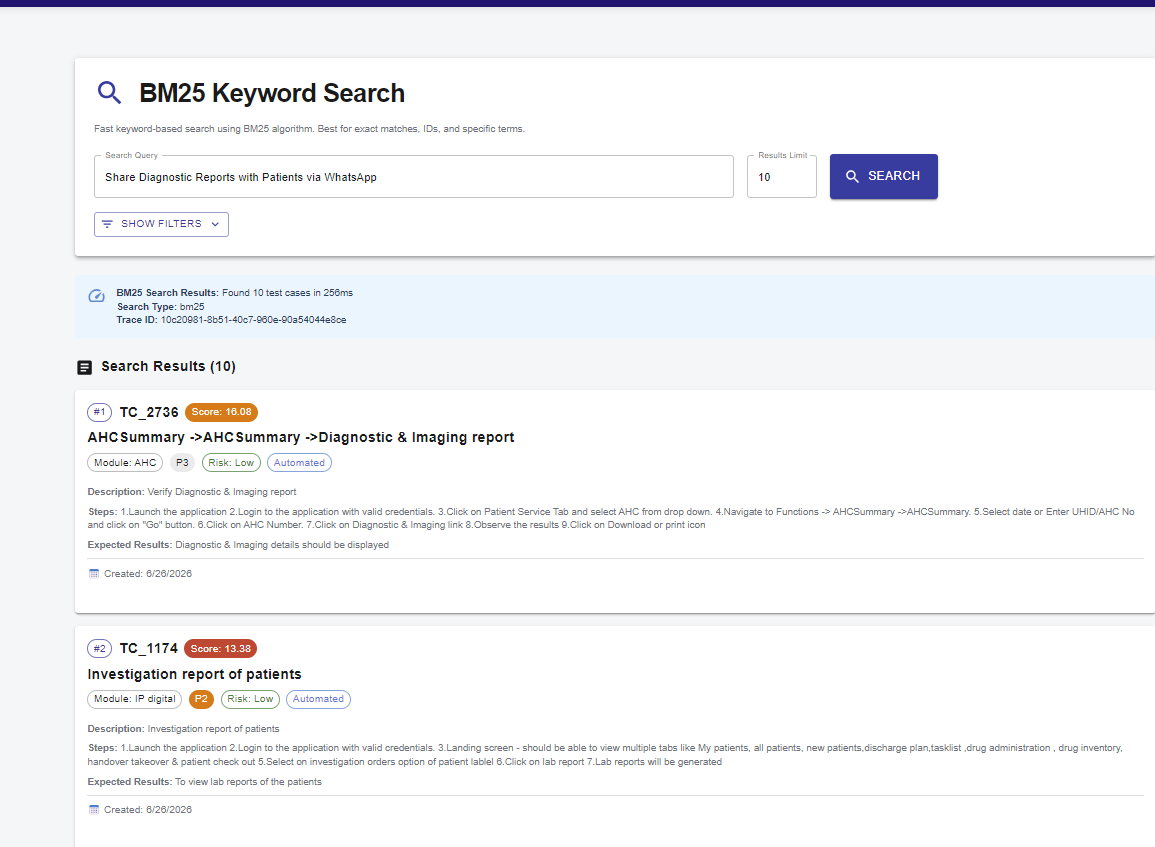 BM25 Keyword Search
Fast keyword-based search using BM25 algorithm. Best for exact matches, IDs, and specific terms.
Search Query
Share Diagnostic Reports with Patients via WhatsApp
Results Limit
10
SEARCH
SHOW FILTERS
BM25 Search Results: Found 10 test cases in 256ms
Search Type: bm25
Trace ID: 10c20981-8b51-40c7-960e-90a54044e8ce
Search Results (10)
#1 TC_2736 Score: 16.08
AHCSummary ->AHCSummary ->Diagnostic & Imaging report
Module: AHC P3 Risk: Low Automated
Description: Verify Diagnostic & Imaging report
Steps: 1.Launch the application 2.Login to the application with valid credentials. 3.Click on Patient Service Tab and select AHC from drop down. 4.Navigate to Functions -> AHCSummary ->AHCSummary. 5.Select date or Enter UHID/AHC No
and click on "Go" button. 6.Click on AHC Number. 7.Click on Diagnostic & Imaging link 8.Observe the results 9.Click on Download or print icon
Expected Results: Diagnostic & Imaging details should be displayed
Created: 6/26/2026
#2 TC_1174 Score: 13.38
Investigation report of patients
Module: IP digital P2 Risk: Low Automated
Description: Investigation report of patients
Steps: 1.Launch the application 2.Login to the application with valid credentials. 3.Landing screen - should be able to view multiple tabs like My patients, all patients, new patients,discharge plan,tasklist ,drug administration , drug inventory,
handover takeover & patient check out 5.Select on investigation orders option of patient lablel 6.Click on lab report 7.Lab reports will be generated
Expected Results: To view lab reports of the patients
Created: 6/26/2026